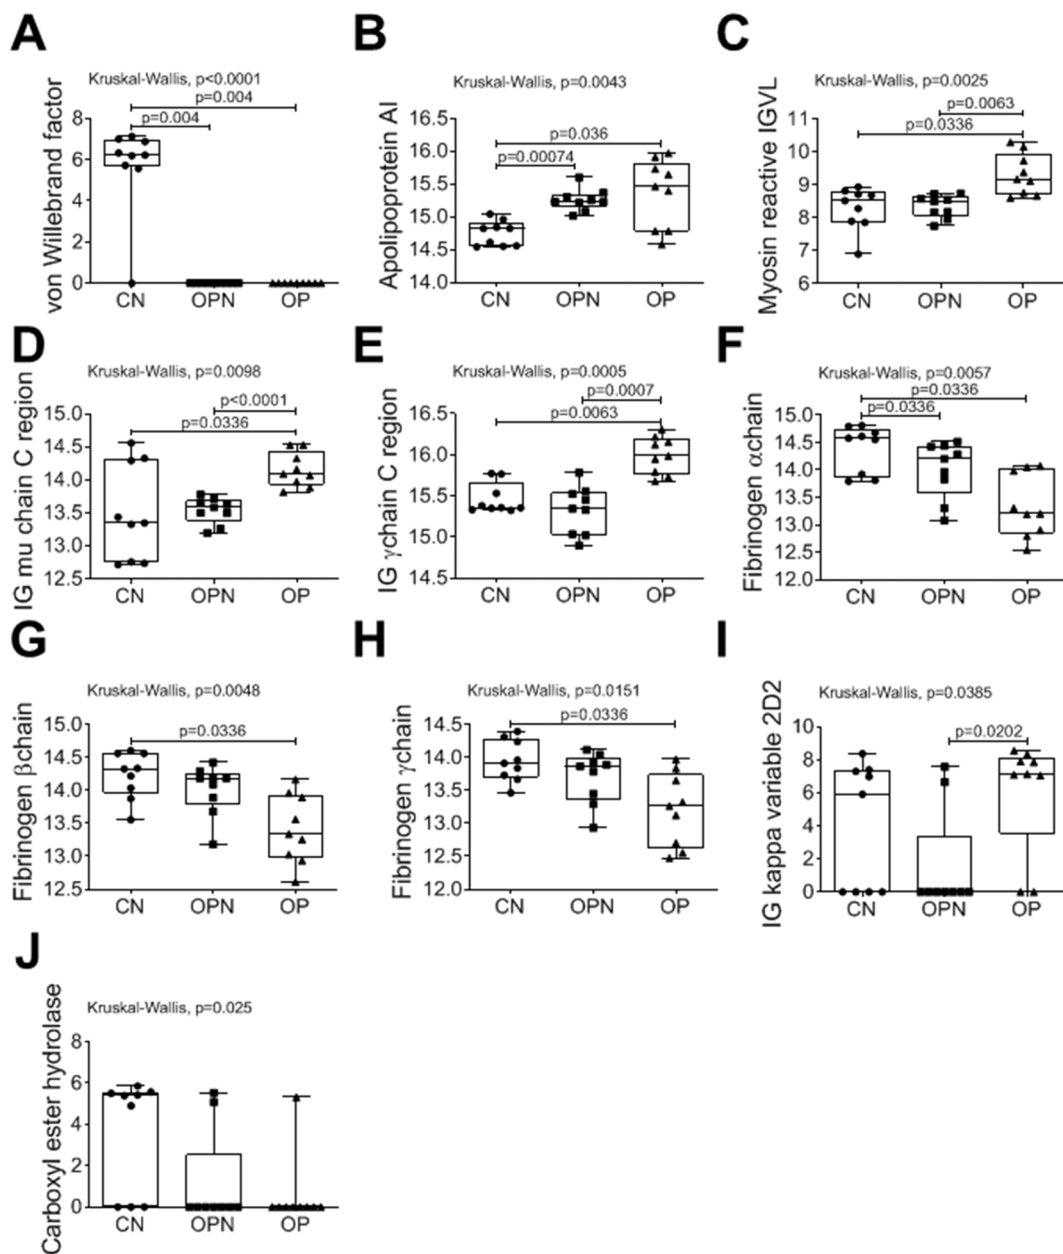 A
Kruskal-Wallis, p<0.0001
p=0.004
p=0.004
von Willebrand factor
8
6
4
2
0
CN OPN OP
B
Kruskal-Wallis, p=0.0043
p=0.036
p=0.00074
Apolipoprotein AI
16.5
16.0
15.5
15.0
14.5
14.0
CN OPN OP
C
Kruskal-Wallis, p=0.0025
p=0.0063
p=0.0336
Myosin reactive IGVL
11
10
9
8
7
6
CN OPN OP
D
Kruskal-Wallis, p=0.0098
p<0.0001
p=0.0336
IG mu chain C region
15.0
14.5
14.0
13.5
13.0
12.5
CN OPN OP
E
Kruskal-Wallis, p=0.0005
p=0.0007
p=0.0063
IG γchain C region
16.5
16.0
15.5
15.0
14.5
CN OPN OP
F
Kruskal-Wallis, p=0.0057
p=0.0336
p=0.0336
Fibrinogen αchain
15.0
14.5
14.0
13.5
13.0
12.5
12.0
CN OPN OP
G
Kruskal-Wallis, p=0.0048
p=0.0336
Fibrinogen βchain
15.0
14.5
14.0
13.5
13.0
12.5
CN OPN OP
H
Kruskal-Wallis, p=0.0151
p=0.0336
Fibrinogen γchain
14.5
14.0
13.5
13.0
12.5
12.0
CN OPN OP
I
Kruskal-Wallis, p=0.0385
p=0.0202
IG kappa variable 2D2
10
8
6
4
2
0
CN OPN OP
J
Kruskal-Wallis, p=0.025
Carboxyl ester hydrolase
8
6
4
2
0
CN OPN OP